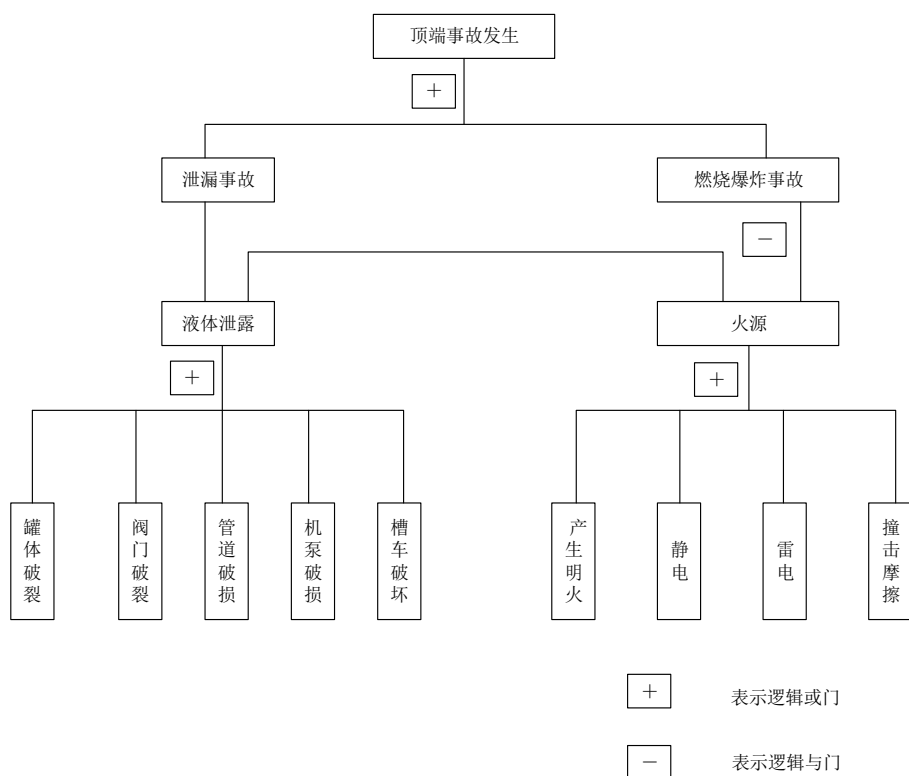 顶端事故发生
+
泄漏事故
燃烧爆炸事故
－
液体泄露
火源
+
+
罐体破裂
阀门破裂
管道破损
机泵破损
槽车破坏
产生明火
静电
雷电
撞击摩擦
+ 表示逻辑或门
－ 表示逻辑与门